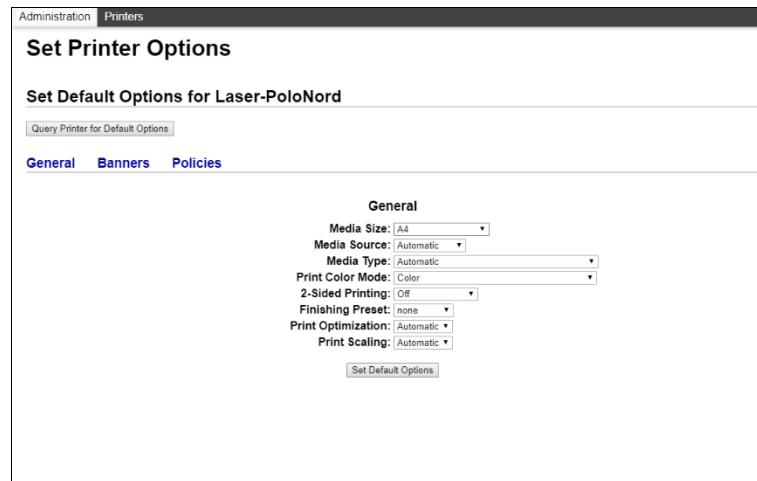 Administration Printers
Set Printer Options
Set Default Options for Laser-PoloNord
Query Printer for Default Options
General Banners Policies
General
Media Size: A4
Media Source: Automatic
Media Type: Automatic
Print Color Mode: Color
2-Sided Printing: Off
Finishing Preset: none
Print Optimization: Automatic
Print Scaling: Automatic
Set Default Options